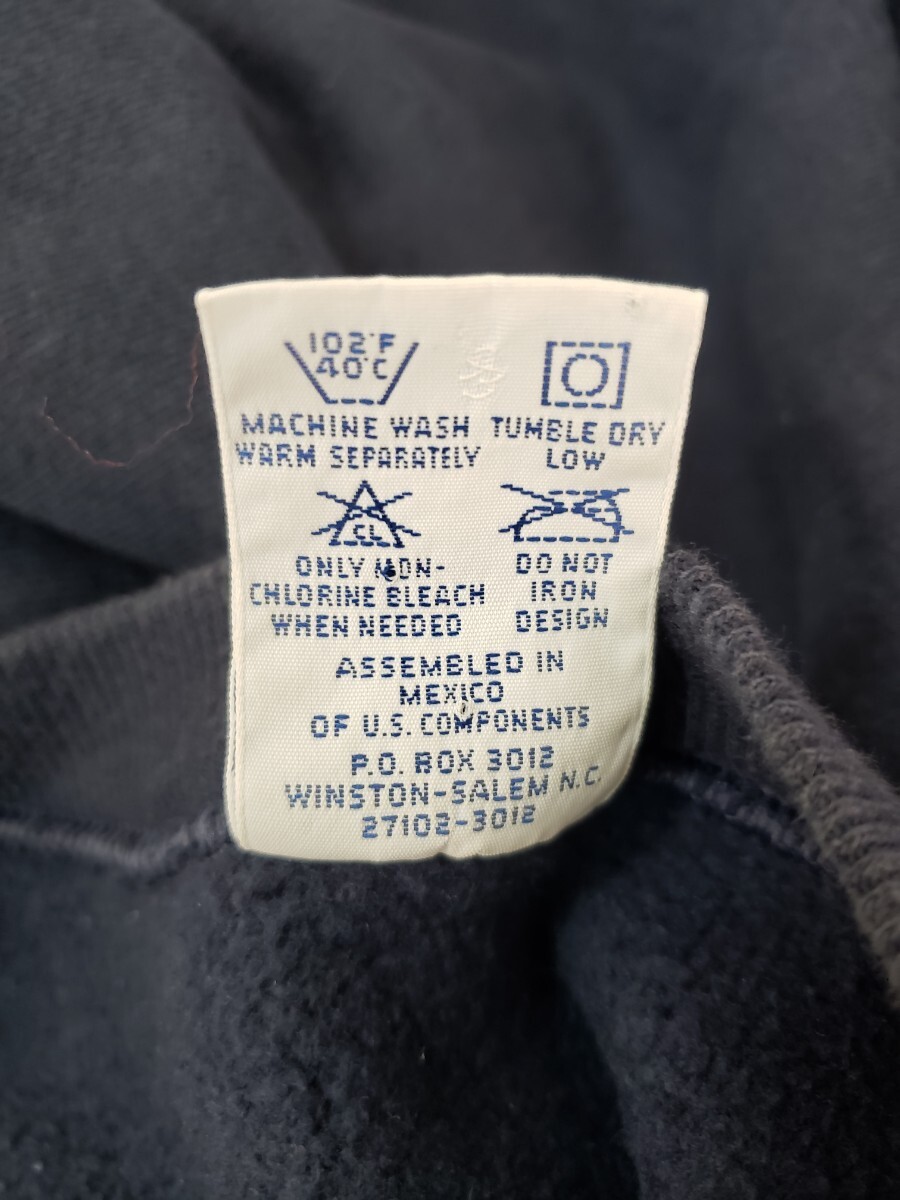 102°F
40°C
MACHINE WASH
WARM SEPARATELY
TUMBLE DRY
LOW
CL
ONLY NON-
CHLORINE BLEACH
WHEN NEEDED
DO NOT
IRON
DESIGN
ASSEMBLED IN
MEXICO
OF U.S. COMPONENTS
P.O. BOX 3012
WINSTON-SALEM N.C.
27102-3012